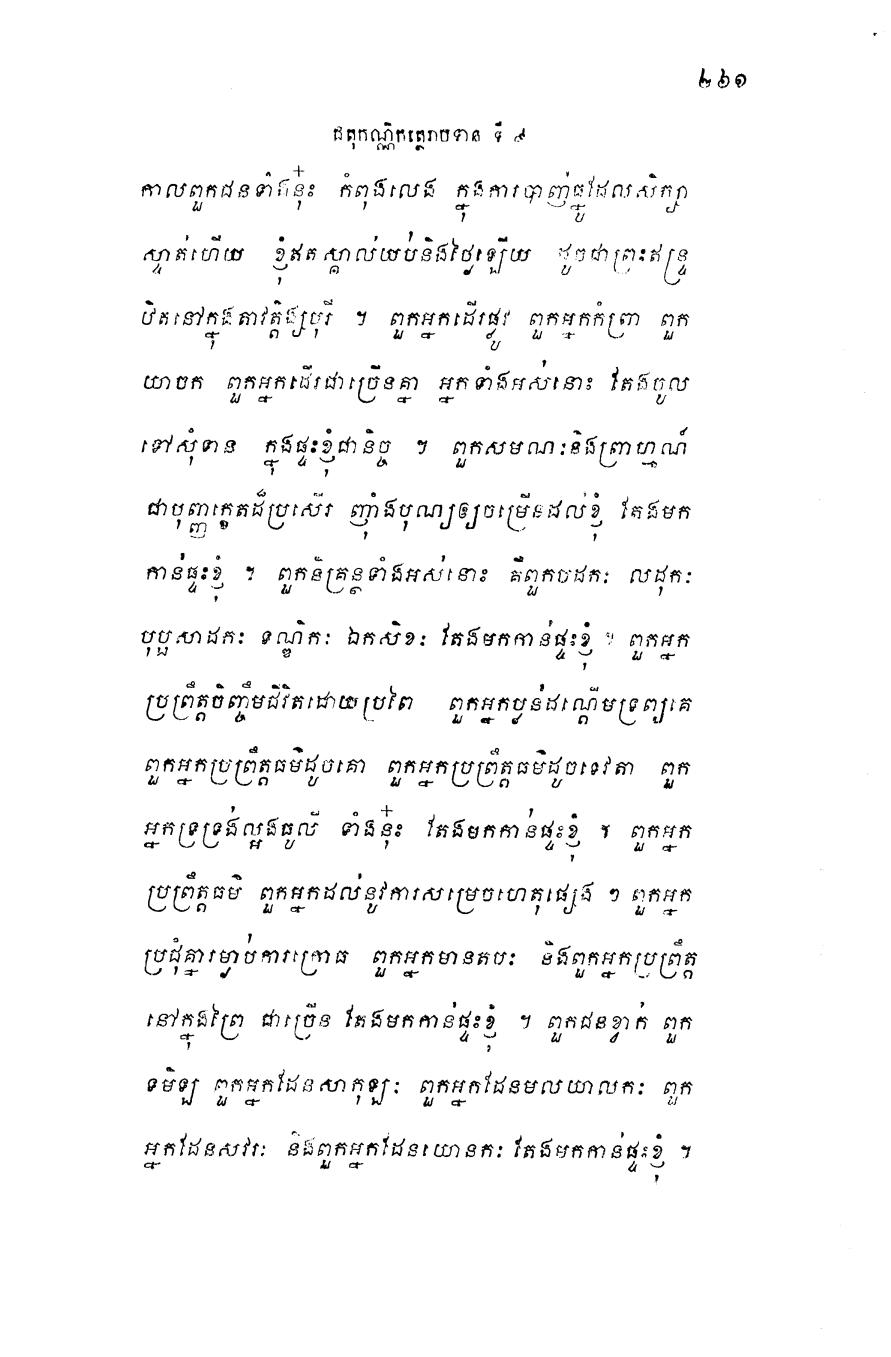 ២៦១
ជតុកណ្ណិកត្ថេរាបទាន ទី ៩
កាលពួកជនទាំងនុ៎ះ កំពុងលេង ក្នុងការបាញ់ធ្នូដែលសិក្សា
ស្ទាត់ហើយ ខ្ញុំឥតស្គាល់យប់និងថ្ងៃឡើយ ដូចជាព្រះឥន្ទ្រ
ឋិតនៅក្នុងតាវត្តិង្សបុរី ។ ពួកអ្នកដើរផ្លូវ ពួកអ្នកកំព្រា ពួក
យាចក ពួកអ្នកដើរជាច្រើនគ្នា អ្នកទាំងអស់នោះ តែងចូល
ទៅសុំទាន ក្នុងផ្ទះខ្ញុំជានិច្ច ។ ពួកសមណៈនិងព្រាហ្មណ៍
ជាបុញ្ញក្ខេតដ៏ប្រសើរ ញ៉ាំងបុណ្យឲ្យចម្រើនដល់ខ្ញុំ តែងមក
កាន់ផ្ទះខ្ញុំ ។ ពួកនិគ្រន្ថទាំងអស់នោះ គឺពួកបដកៈ លដុកៈ
បុប្ផសាដកៈ ទណ្ឌិកៈ ឯកសិខៈ តែងមកកាន់ផ្ទះខ្ញុំ ។ ពួកអ្នក
ប្រព្រឹត្តចិញ្ចឹមជីវិតដោយប្រពៃ ពួកអ្នកប្លន់ដណ្តើមទ្រព្យគេ
ពួកអ្នកប្រព្រឹត្តធម៌ដូចគោ ពួកអ្នកប្រព្រឹត្តធម៌ដូចទេវតា ពួក
អ្នកទ្រទ្រង់ល្អងធូលី ទាំងនុ៎ះ តែងមកកាន់ផ្ទះខ្ញុំ ។ ពួកអ្នក
ប្រព្រឹត្តធម៌ ពួកអ្នកដល់នូវការសម្រេចហេតុផ្សេង ៗ ពួកអ្នក
ប្រជុំគ្នារម្ងាប់ការក្រោធ ពួកអ្នកមានតបៈ និងពួកអ្នកប្រព្រឹត្ត
នៅក្នុងព្រៃ ជាច្រើន តែងមកកាន់ផ្ទះខ្ញុំ ។ ពួកជនខ្វាក់ ពួក
ទមិឡ ពួកអ្នកដែនសាកុឡៈ ពួកអ្នកដែនមលយាលកៈ ពួក
អ្នកដែនសវរៈ និងពួកអ្នកដែនយោនកៈ តែងមកកាន់ផ្ទះខ្ញុំ ។